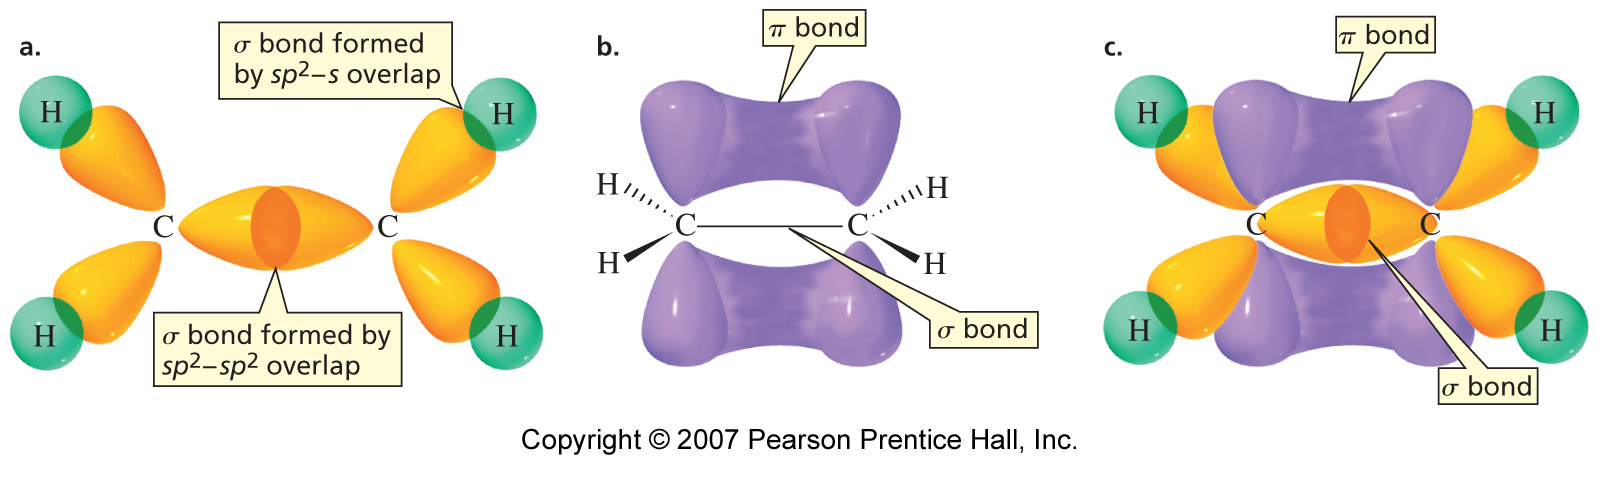 a.
σ bond formed
by sp²–s overlap
H
H
C
C
H
H
σ bond formed by
sp²–sp² overlap
b.
π bond
H
H
C
C
H
H
σ bond
c.
π bond
H
H
C
C
H
H
σ bond
Copyright © 2007 Pearson Prentice Hall, Inc.